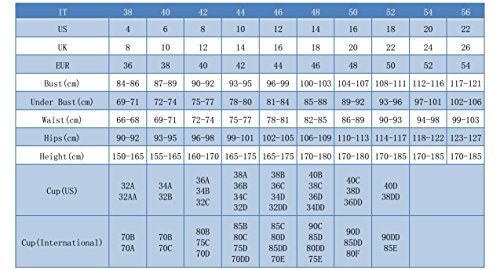 IT 38 40 42 44 46 48 50 52 54 56
US 4 6 8 10 12 14 16 18 20 22
UK 8 10 12 14 16 18 20 22 24 26
EUR 36 38 40 42 44 46 48 50 52 54
Bust(cm) 84-86 87-89 90-92 93-95 96-99 100-103 104-107 108-111 112-116 117-121
Under Bust(cm) 69-71 72-74 75-77 78-80 81-84 85-88 89-92 93-96 97-101 102-106
Waist(cm) 66-68 69-71 72-74 75-77 78-81 82-85 86-89 90-93 94-98 99-103
Hips(cm) 90-92 93-95 96-98 99-101 102-105 106-109 110-113 114-117 118-122 123-127
Height(cm) 150-165 155-165 160-170 165-175 165-175 170-180 170-180 170-185 170-185 170-185
Cup(US) 32A 34A 36A 38A 38B 40B 40C 40D
32AA 32B 34B 36B 36C 38C 38D 38DD
32C 34C 34D 36D 36DD
32D 32DD 34DD
Cup(International) 70B 70B 80B 85B 85C 90C 90D 90DD
70A 70C 75C 80C 80D 85D 85DD 85E
70D 75D 75DD 80DD 80F
70DD 70E 75E